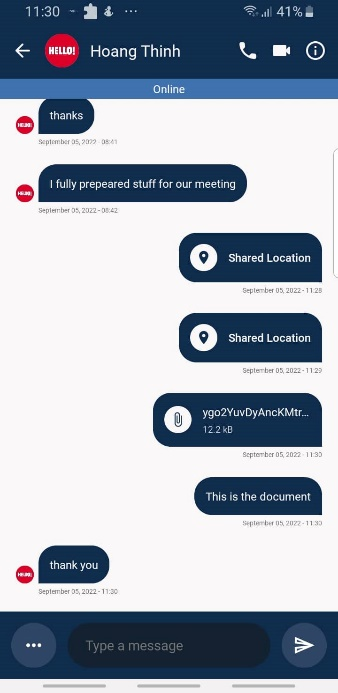 11:30
41%
HELLO!
Hoang Thinh
Online
thanks
HELLO!
September 05, 2022 - 08:41
I fully prepeared stuff for our meeting
HELLO!
September 05, 2022 - 08:42
Shared Location
September 05, 2022 - 11:28
Shared Location
September 05, 2022 - 11:29
ygo2YuvDyAncKMtr...
12.2 kB
September 05, 2022 - 11:30
This is the document
September 05, 2022 - 11:30
thank you
HELLO!
September 05, 2022 - 11:30
Type a message